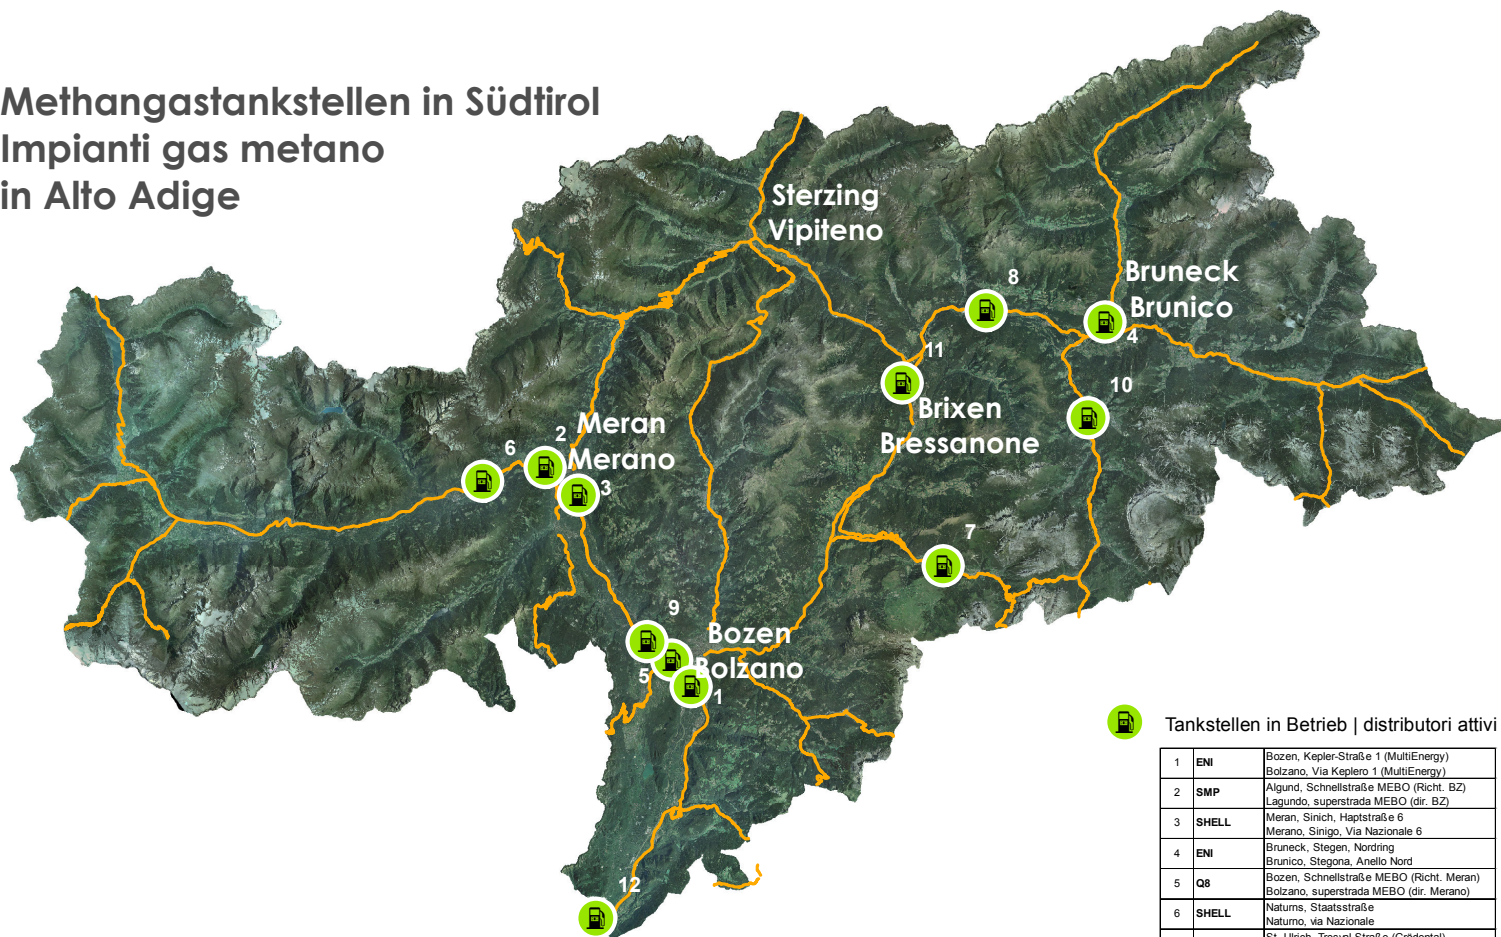 Methangastankstellen in Südtirol
Impianti gas metano
in Alto Adige
Sterzing
Vipiteno
Bruneck
Brunico
8
4
11
10
Brixen
Bressanone
Meran
Merano
2
6
3
7
9
Bozen
Bolzano
5
1
12
Tankstellen in Betrieb | distributori attivi
1 ENI Bozen, Kepler-Straße 1 (MultiEnergy)
Bolzano, Via Keplero 1 (MultiEnergy)
2 SMP Algund, Schnellstraße MEBO (Richt. BZ)
Lagundo, superstrada MEBO (dir. BZ)
3 SHELL Meran, Sinich, Haptstraße 6
Merano, Sinigo, Via Nazionale 6
4 ENI Bruneck, Stegen, Nordring
Brunico, Stegona, Anello Nord
5 Q8 Bozen, Schnellstraße MEBO (Richt. Meran)
Bolzano, superstrada MEBO (dir. Merano)
6 SHELL Naturns, Staatsstraße
Naturno, via Nazionale